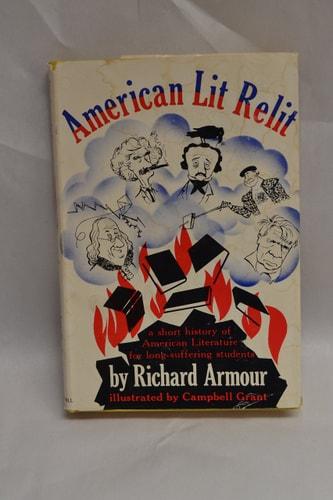 American Lit Relit
a short history of
American Literature
for long-suffering students
by Richard Armour
illustrated by Campbell Grant